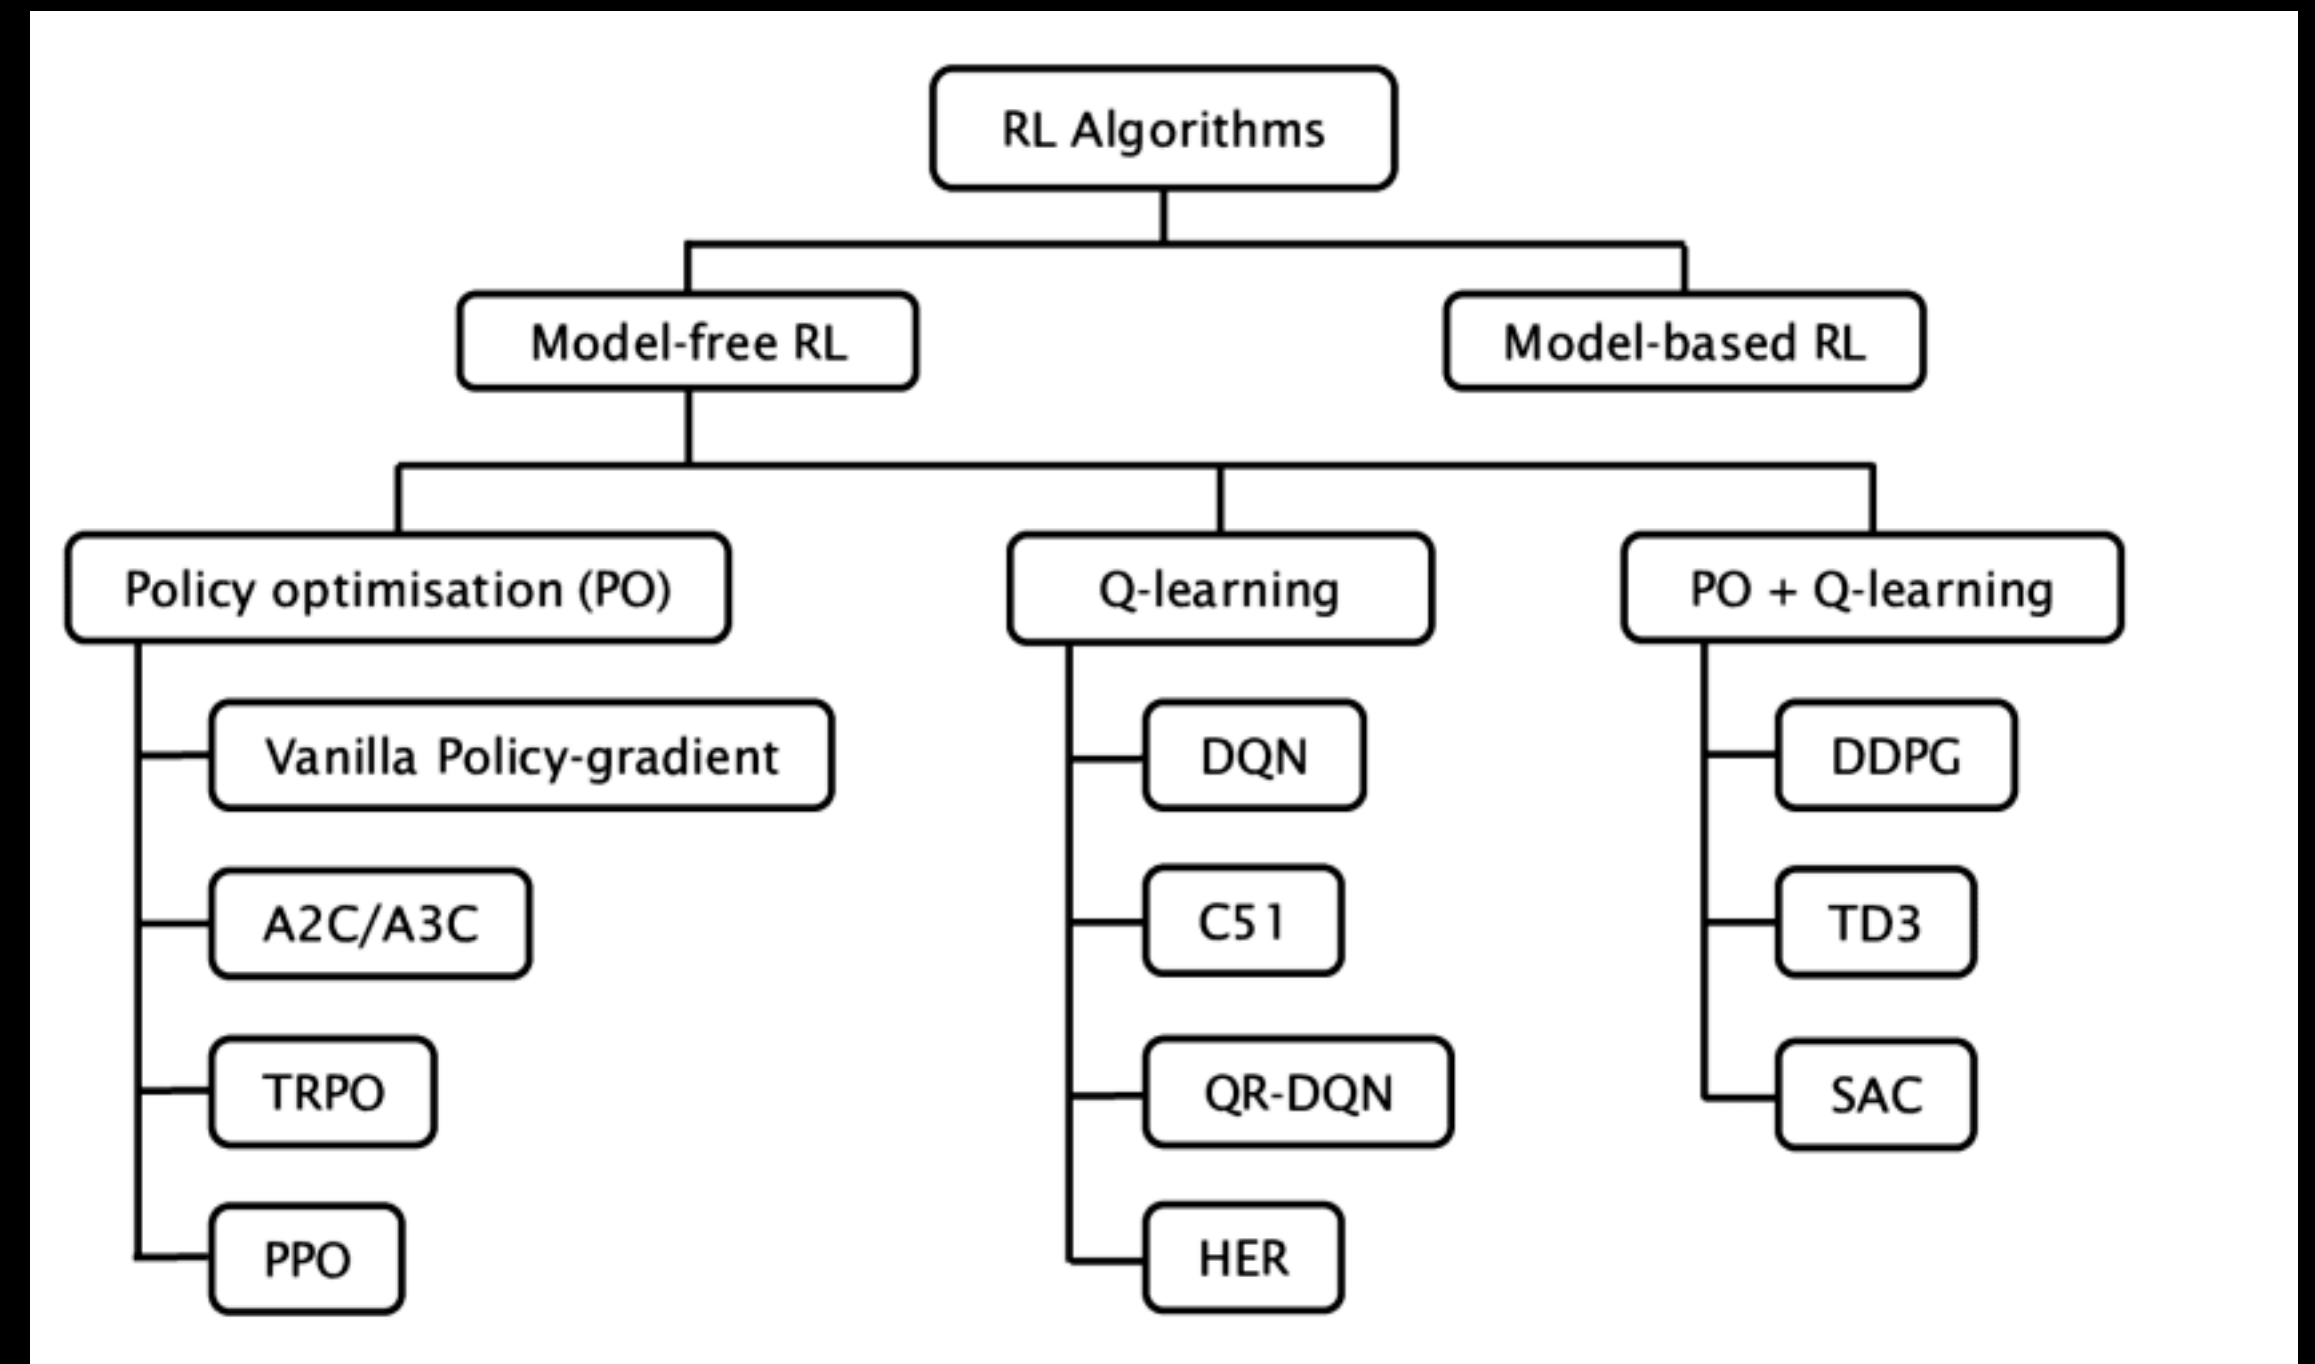 RL Algorithms
Model-free RL
Model-based RL
Policy optimisation (PO)
Q-learning
PO + Q-learning
Vanilla Policy-gradient
A2C/A3C
TRPO
PPO
DQN
C51
QR-DQN
HER
DDPG
TD3
SAC